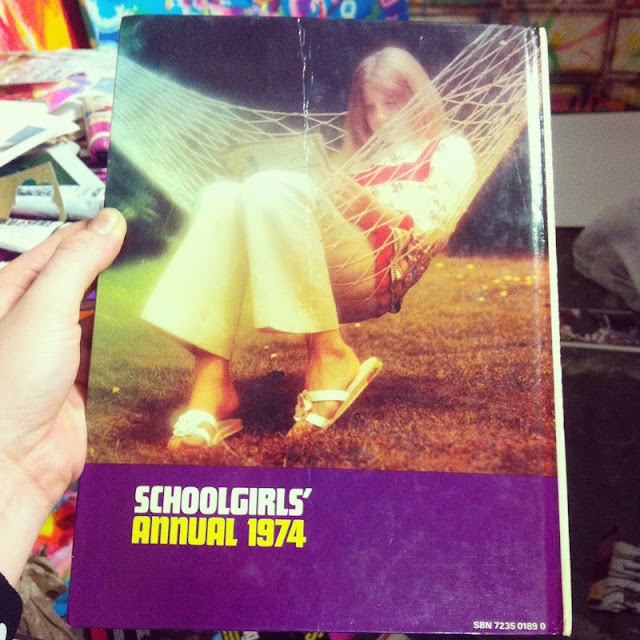 SCHOOLGIRLS'
ANNUAL 1974
SBN 7235 0189 0